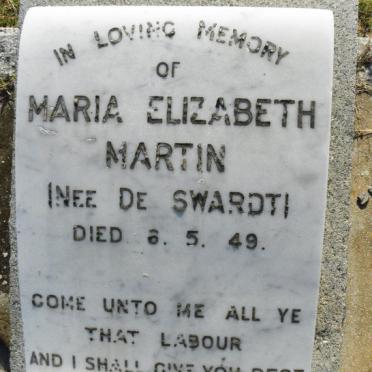 IN LOVING MEMORY
OF
MARIA ELIZABETH
MARTIN
(NEE DE SWARDT)
DIED 6. 5. 49.
COME UNTO ME ALL YE
THAT LABOUR
AND I SHALL GIVE YOU REST